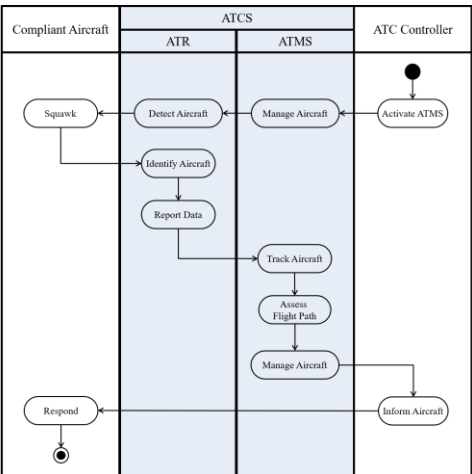 ATCS
Compliant Aircraft
ATC Controller
ATR
ATMS
Squawk
Detect Aircraft
Manage Aircraft
Activate ATMS
Identify Aircraft
Report Data
Track Aircraft
Assess
Flight Path
Manage Aircraft
Respond
Inform Aircraft